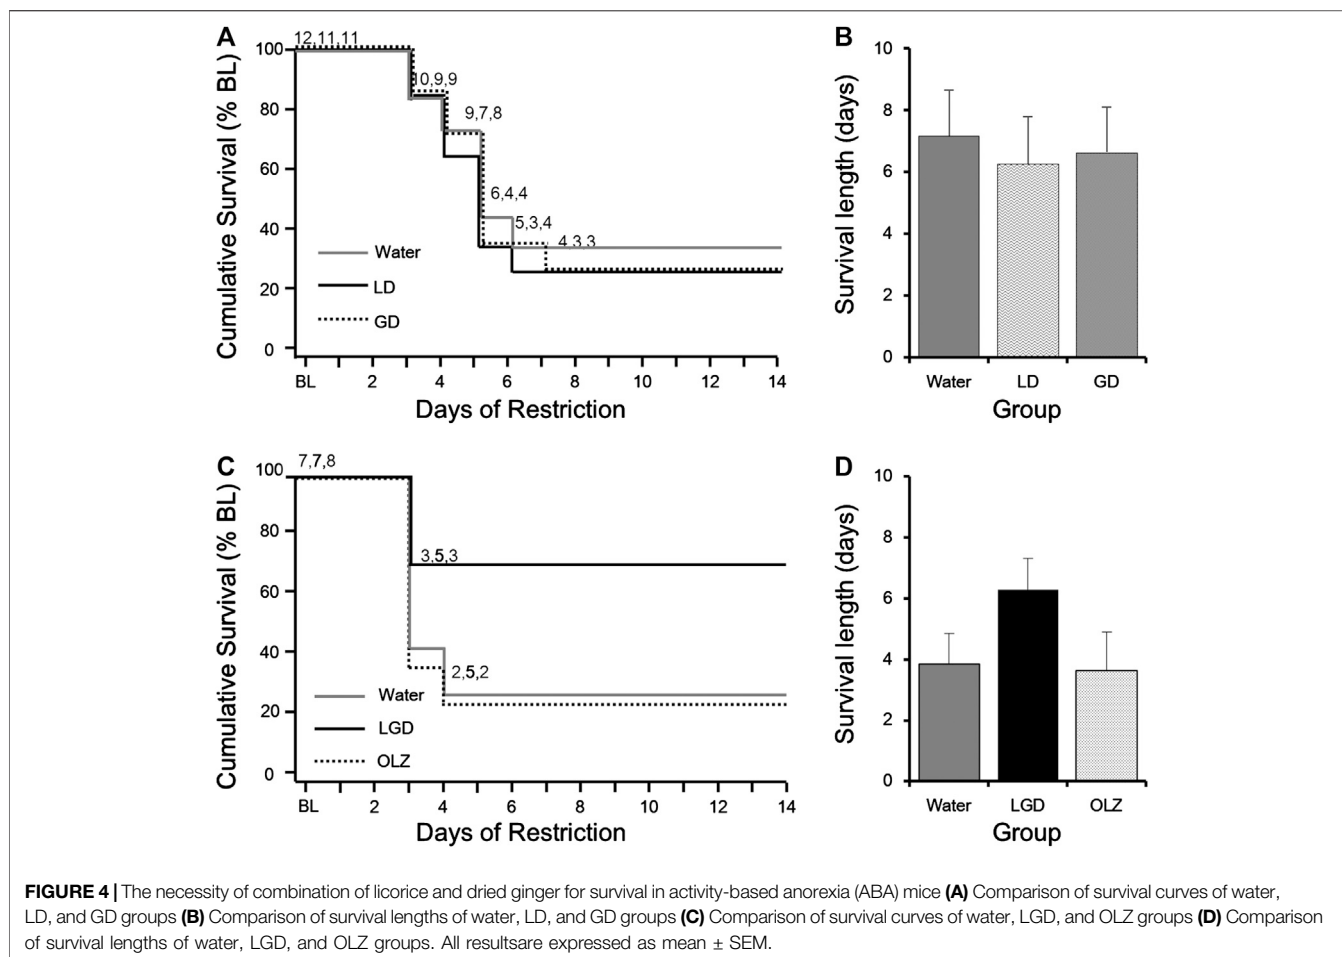 A
Cumulative Survival (% BL)
100
80
60
40
20
0
12,11,11
10,9,9
9,7,8
6,4,4
5,3,4
4,3,3
Water
LD
GD
BL 2 4 6 8 10 12 14
Days of Restriction
B
Survival length (days)
10
8
6
4
2
0
Water LD GD
Group
C
Cumulative Survival (% BL)
100
80
60
40
20
0
7,7,8
3,5,3
2,5,2
Water
LGD
OLZ
BL 2 4 6 8 10 12 14
Days of Restriction
D
Survival length (days)
10
8
6
4
2
0
Water LGD OLZ
Group
FIGURE 4 | The necessity of combination of licorice and dried ginger for survival in activity-based anorexia (ABA) mice (A) Comparison of survival curves of water,
LD, and GD groups (B) Comparison of survival lengths of water, LD, and GD groups (C) Comparison of survival curves of water, LGD, and OLZ groups (D) Comparison
of survival lengths of water, LGD, and OLZ groups. All resultsare expressed as mean ± SEM.